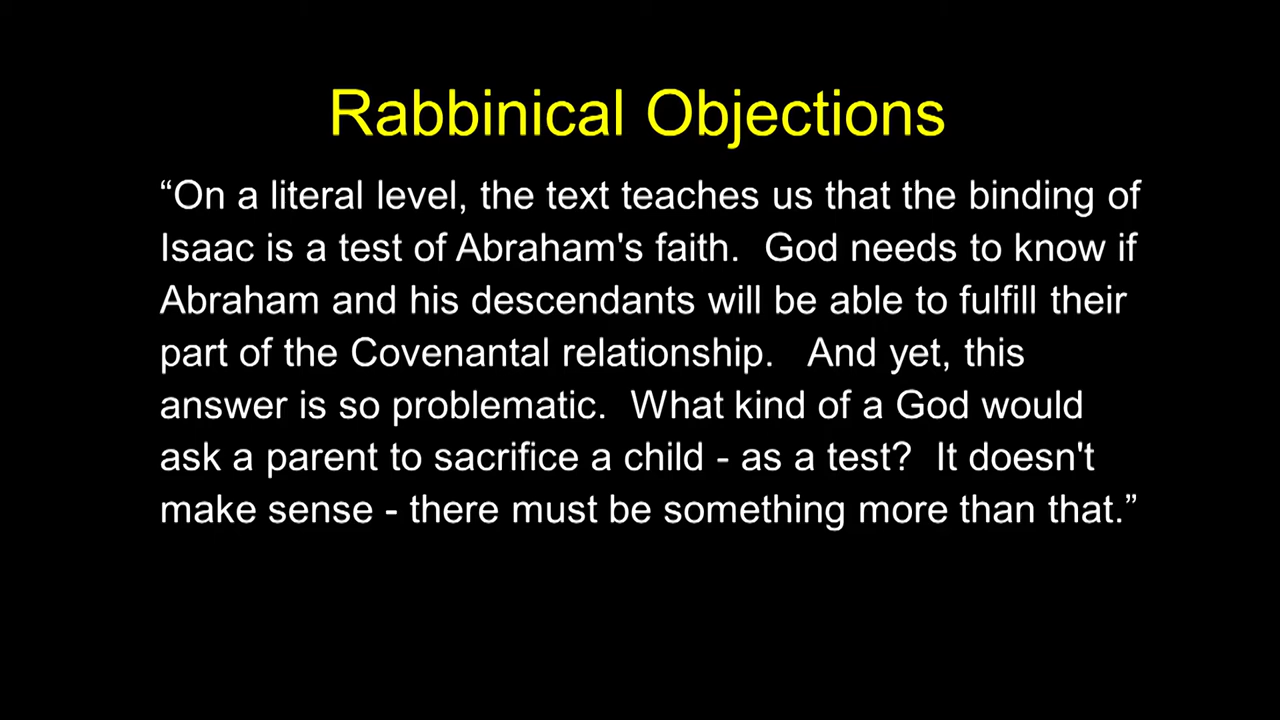 Rabbinical Objections
“On a literal level, the text teaches us that the binding of
Isaac is a test of Abraham's faith.  God needs to know if
Abraham and his descendants will be able to fulfill their
part of the Covenantal relationship.   And yet, this
answer is so problematic.  What kind of a God would
ask a parent to sacrifice a child - as a test?  It doesn't
make sense - there must be something more than that.”